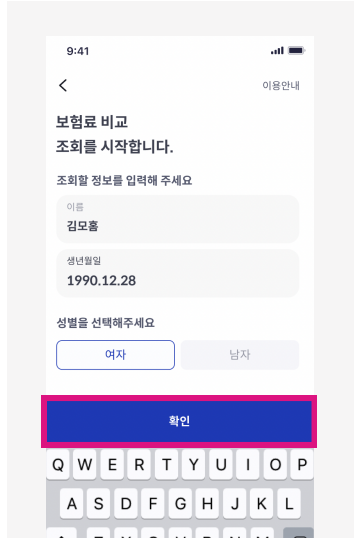 9:41
이용안내
보험료 비교
조회를 시작합니다.
조회할 정보를 입력해 주세요
이름
김모홈
생년월일
1990.12.28
성별을 선택해주세요
여자 남자
확인
Q W E R T Y U I O P
A S D F G H J K L